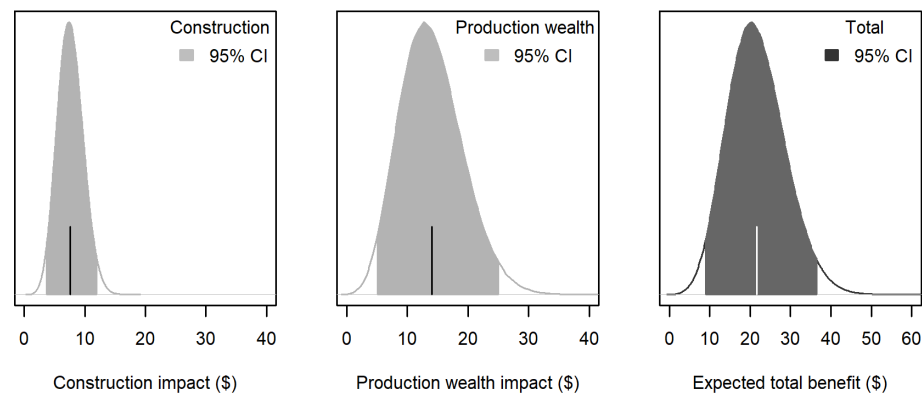 Construction
95% CI
0 10 20 30 40
Construction impact ($)
Production wealth
95% CI
0 10 20 30 40
Production wealth impact ($)
Total
95% CI
0 10 20 30 40 50 60
Expected total benefit ($)